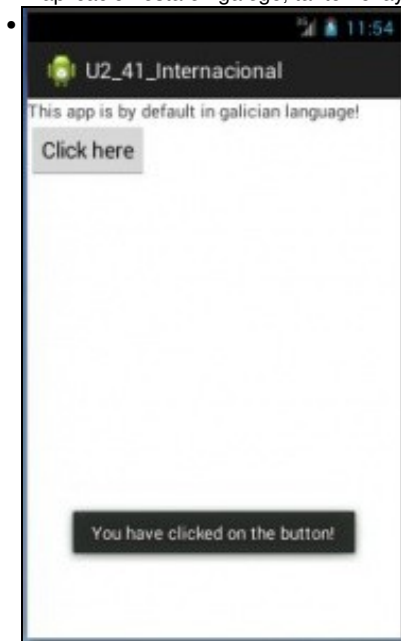 11:54
U2_41_Internacional
This app is by default in galician language!
Click here
You have clicked on the button!